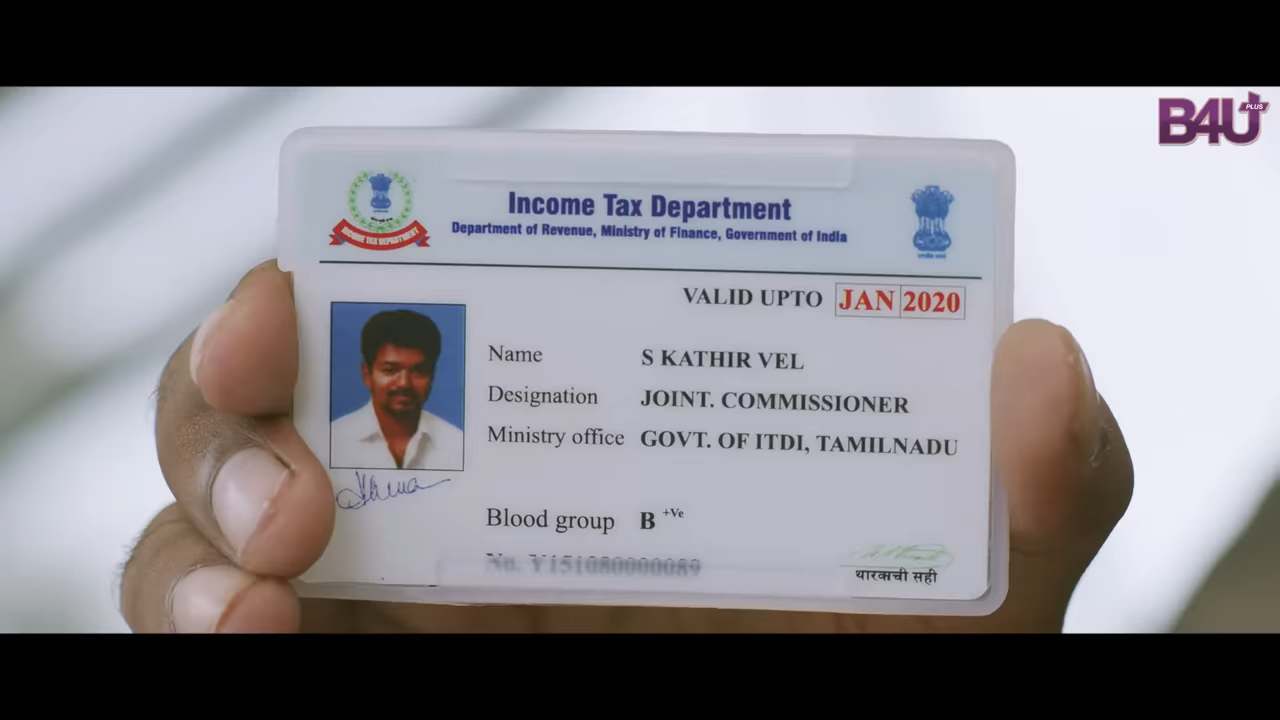 B4U PLUS
Income Tax Department
Department of Revenue, Ministry of Finance, Government of India
INCOME TAX DEPARTMENT
VALID UPTO JAN 2020
Name S KATHIR VEL
Designation JOINT. COMMISSIONER
Ministry office GOVT. OF ITDI, TAMILNADU
Blood group B +Ve
No. Y151080000089
थारकाची सही